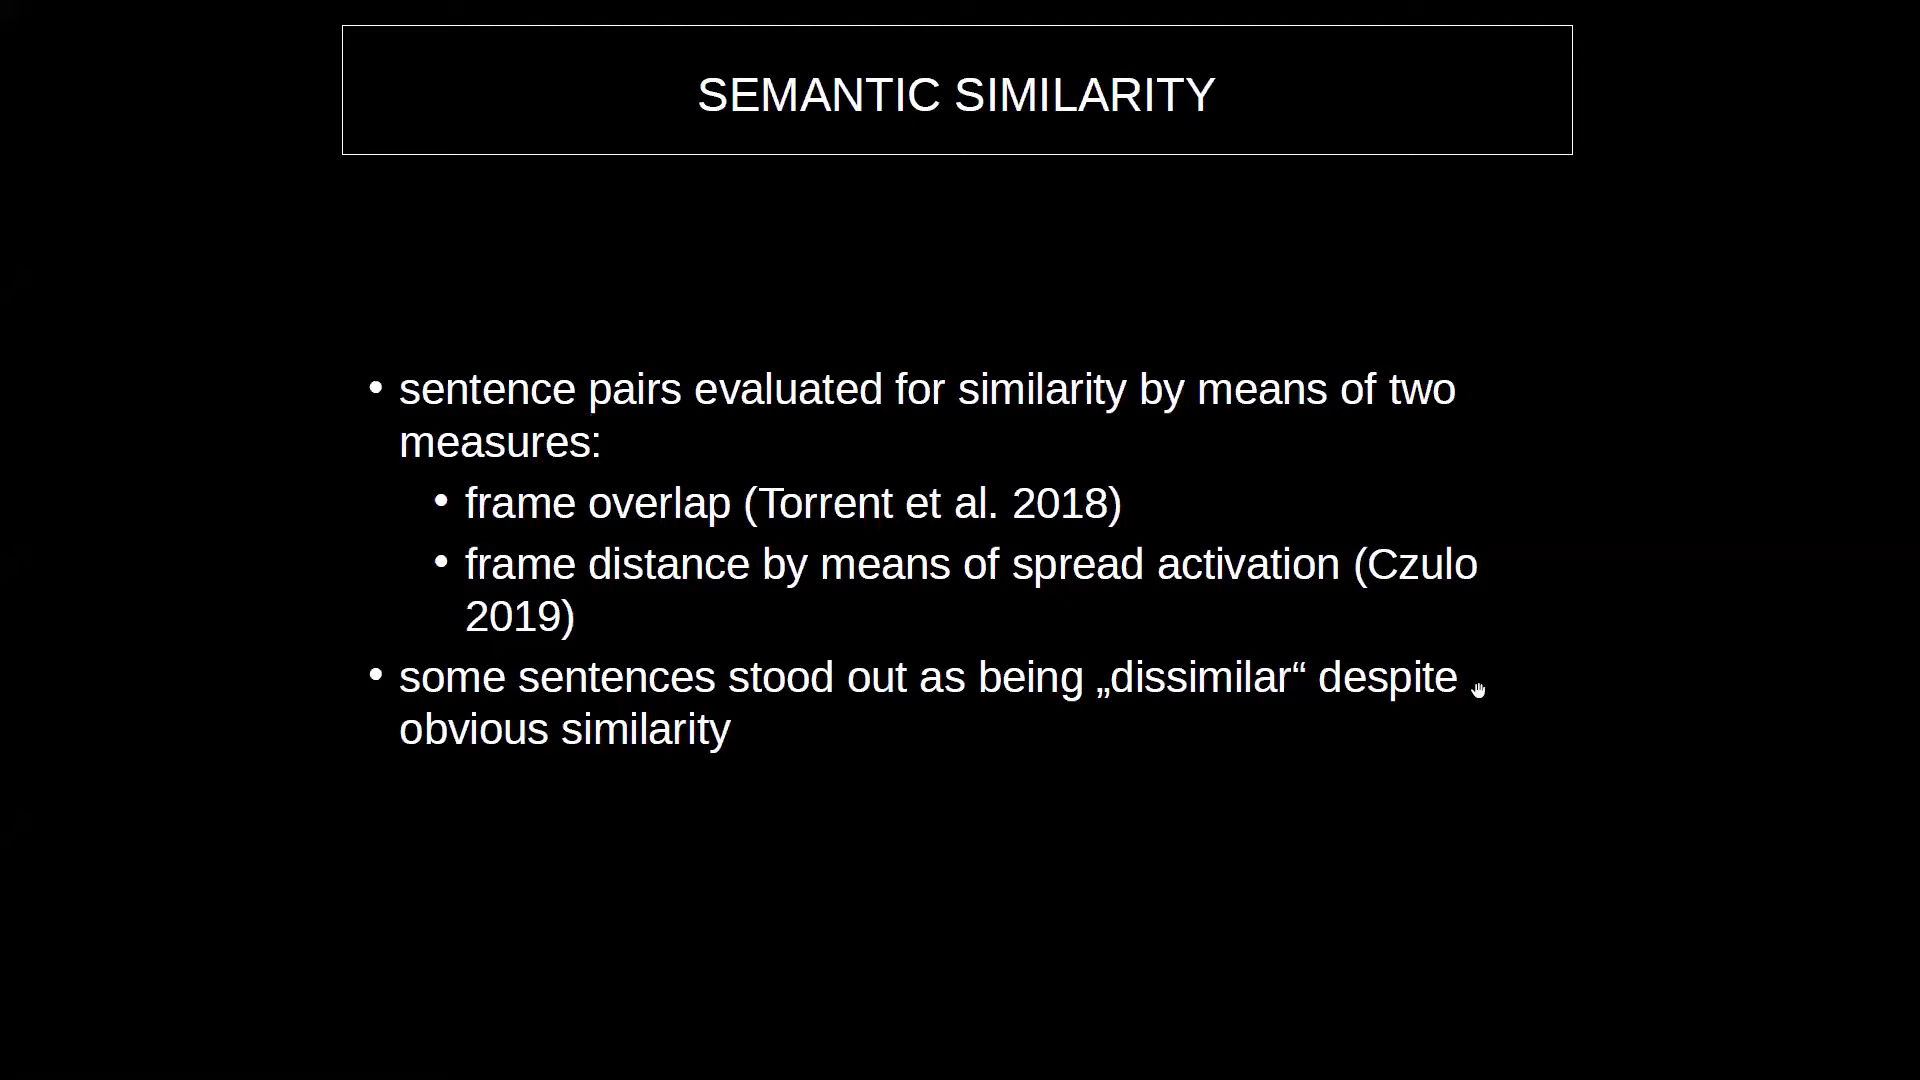 SEMANTIC SIMILARITY
• sentence pairs evaluated for similarity by means of two
measures:
• frame overlap (Torrent et al. 2018)
• frame distance by means of spread activation (Czulo
2019)
• some sentences stood out as being „dissimilar“ despite
obvious similarity